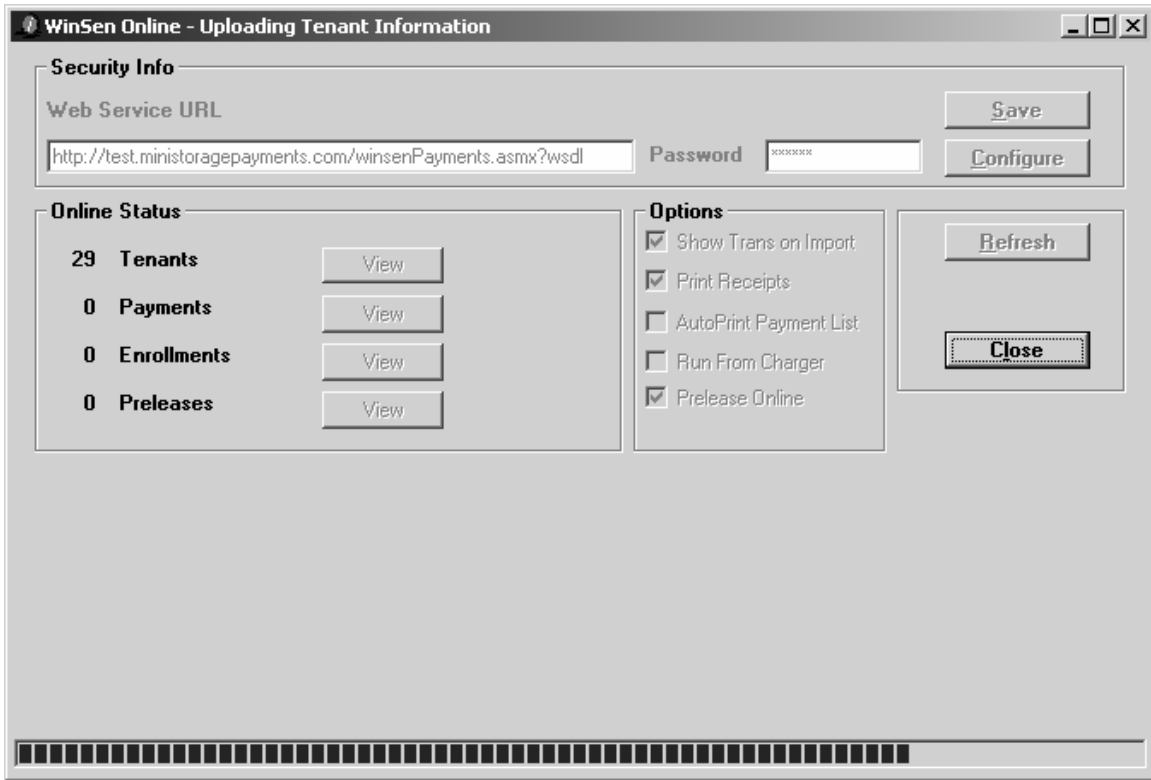 WinSen Online - Uploading Tenant Information
Security Info
Web Service URL
Save
http://test.ministoragepayments.com/winsenPayments.asmx?wsdl Password ×××××× Configure
Online Status
Options
29 Tenants View
Show Trans on Import
Refresh
0 Payments View
Print Receipts
AutoPrint Payment List
0 Enrollments View
Run From Charger
Close
0 Preleases View
Prelease Online